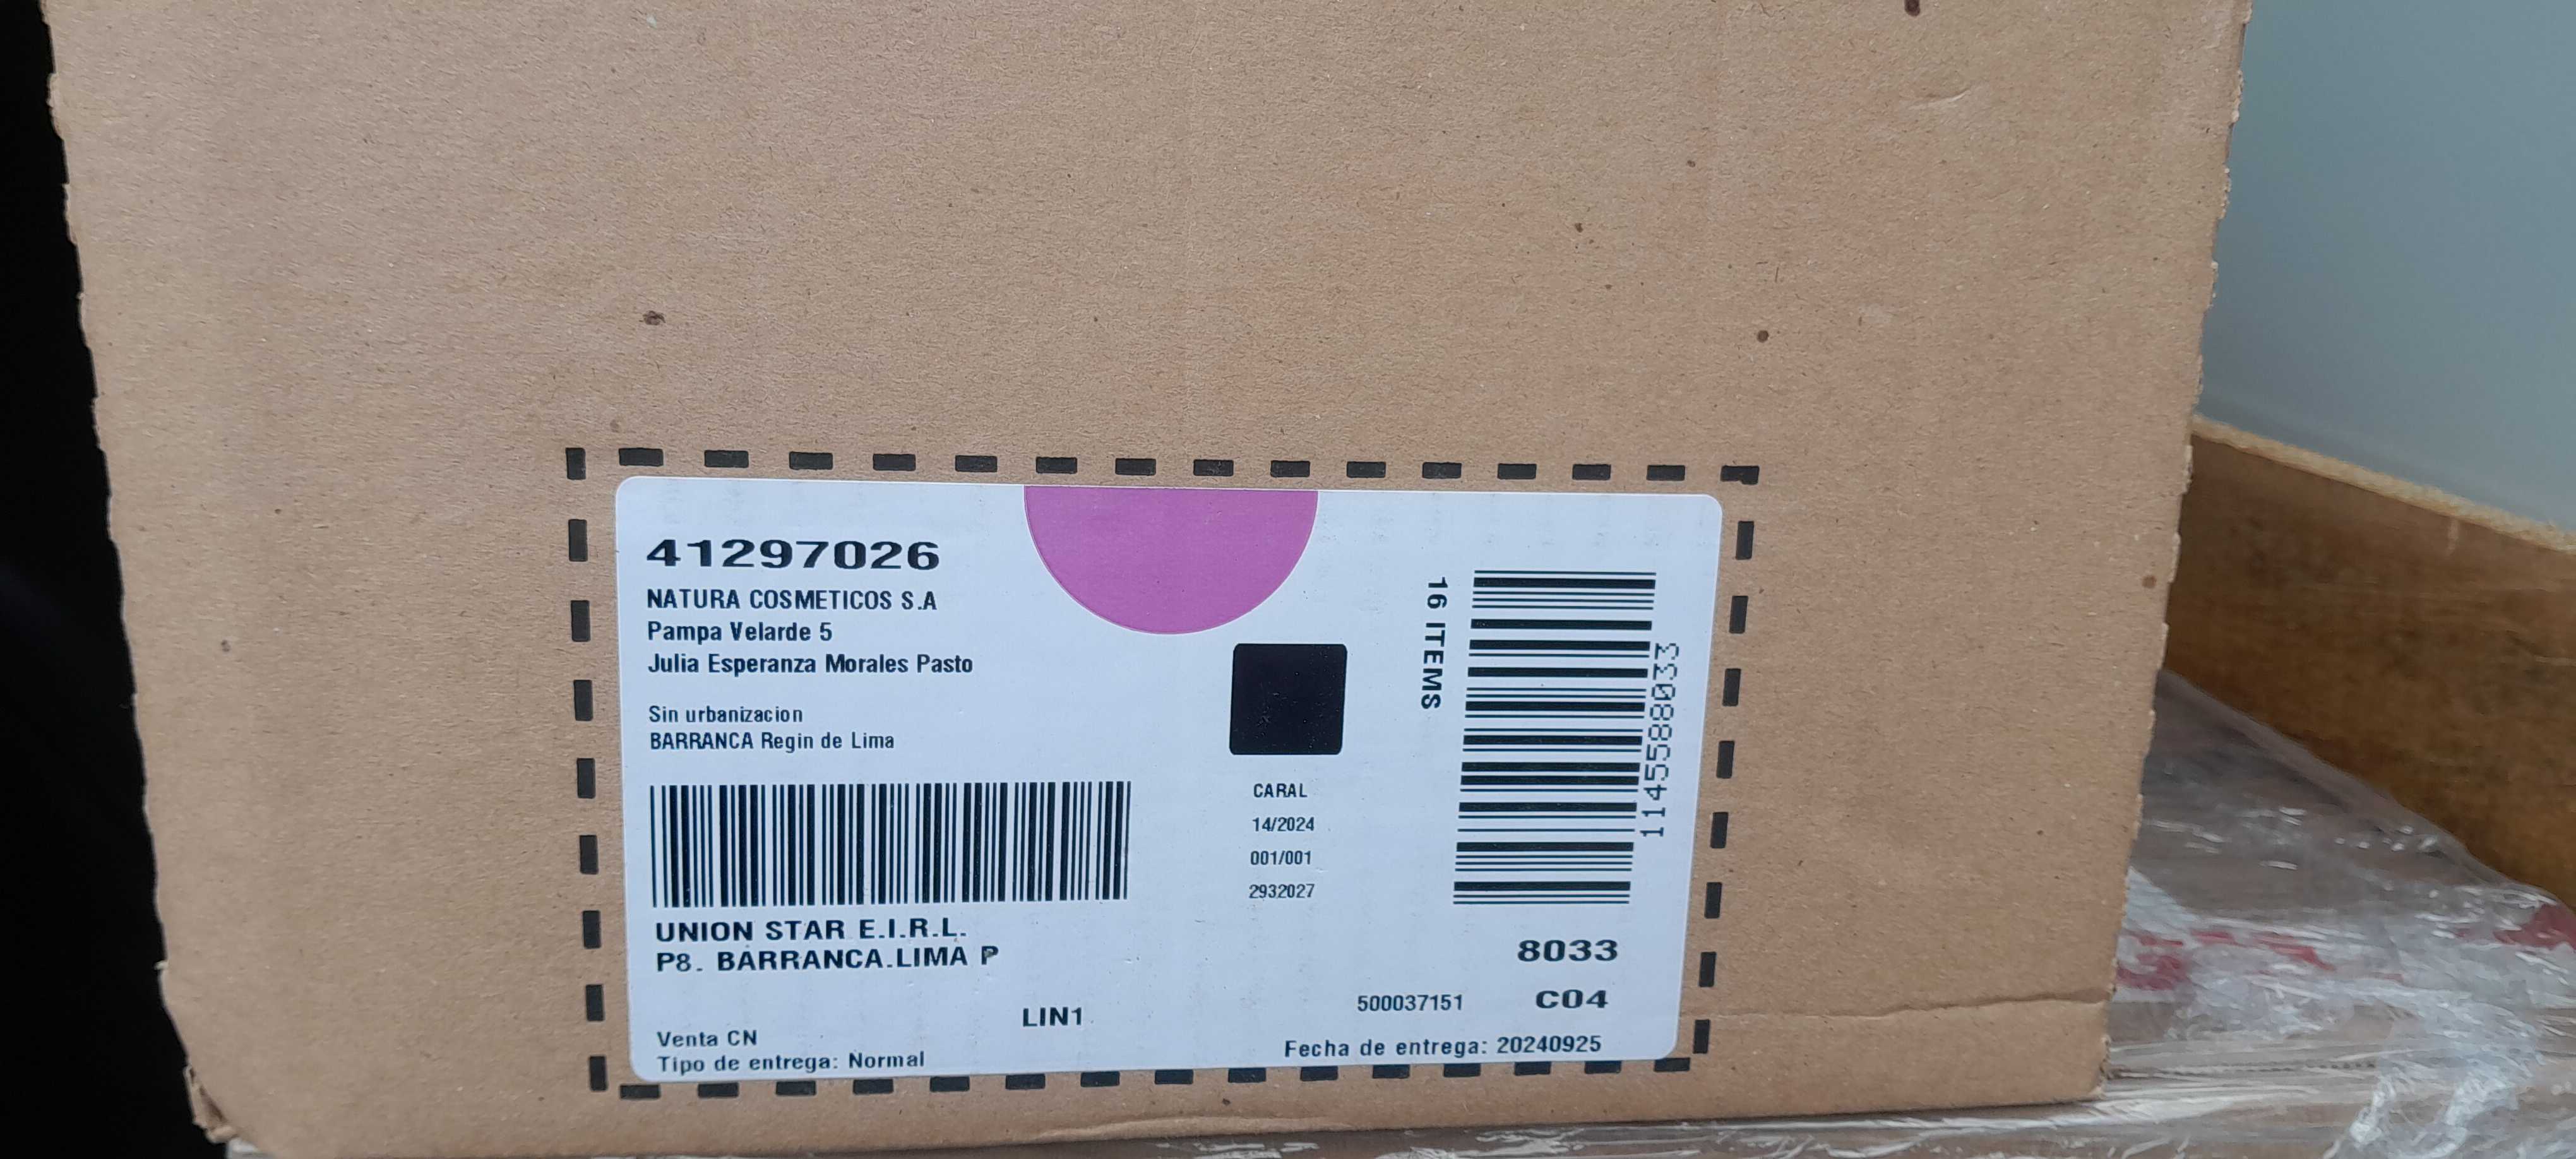 41297026
NATURA COSMETICOS S.A
Pampa Velarde 5
Julia Esperanza Morales Pasto
Sin urbanizacion
BARRANCA Regin de Lima
UNION STAR E.I.R.L.
P8. BARRANCA.LIMA P
LIN1
Venta CN
Tipo de entrega: Normal
CARAL
14/2024
001/001
2932027
16 ITEMS
1145588033
8033
500037151 C04
Fecha de entrega: 20240925